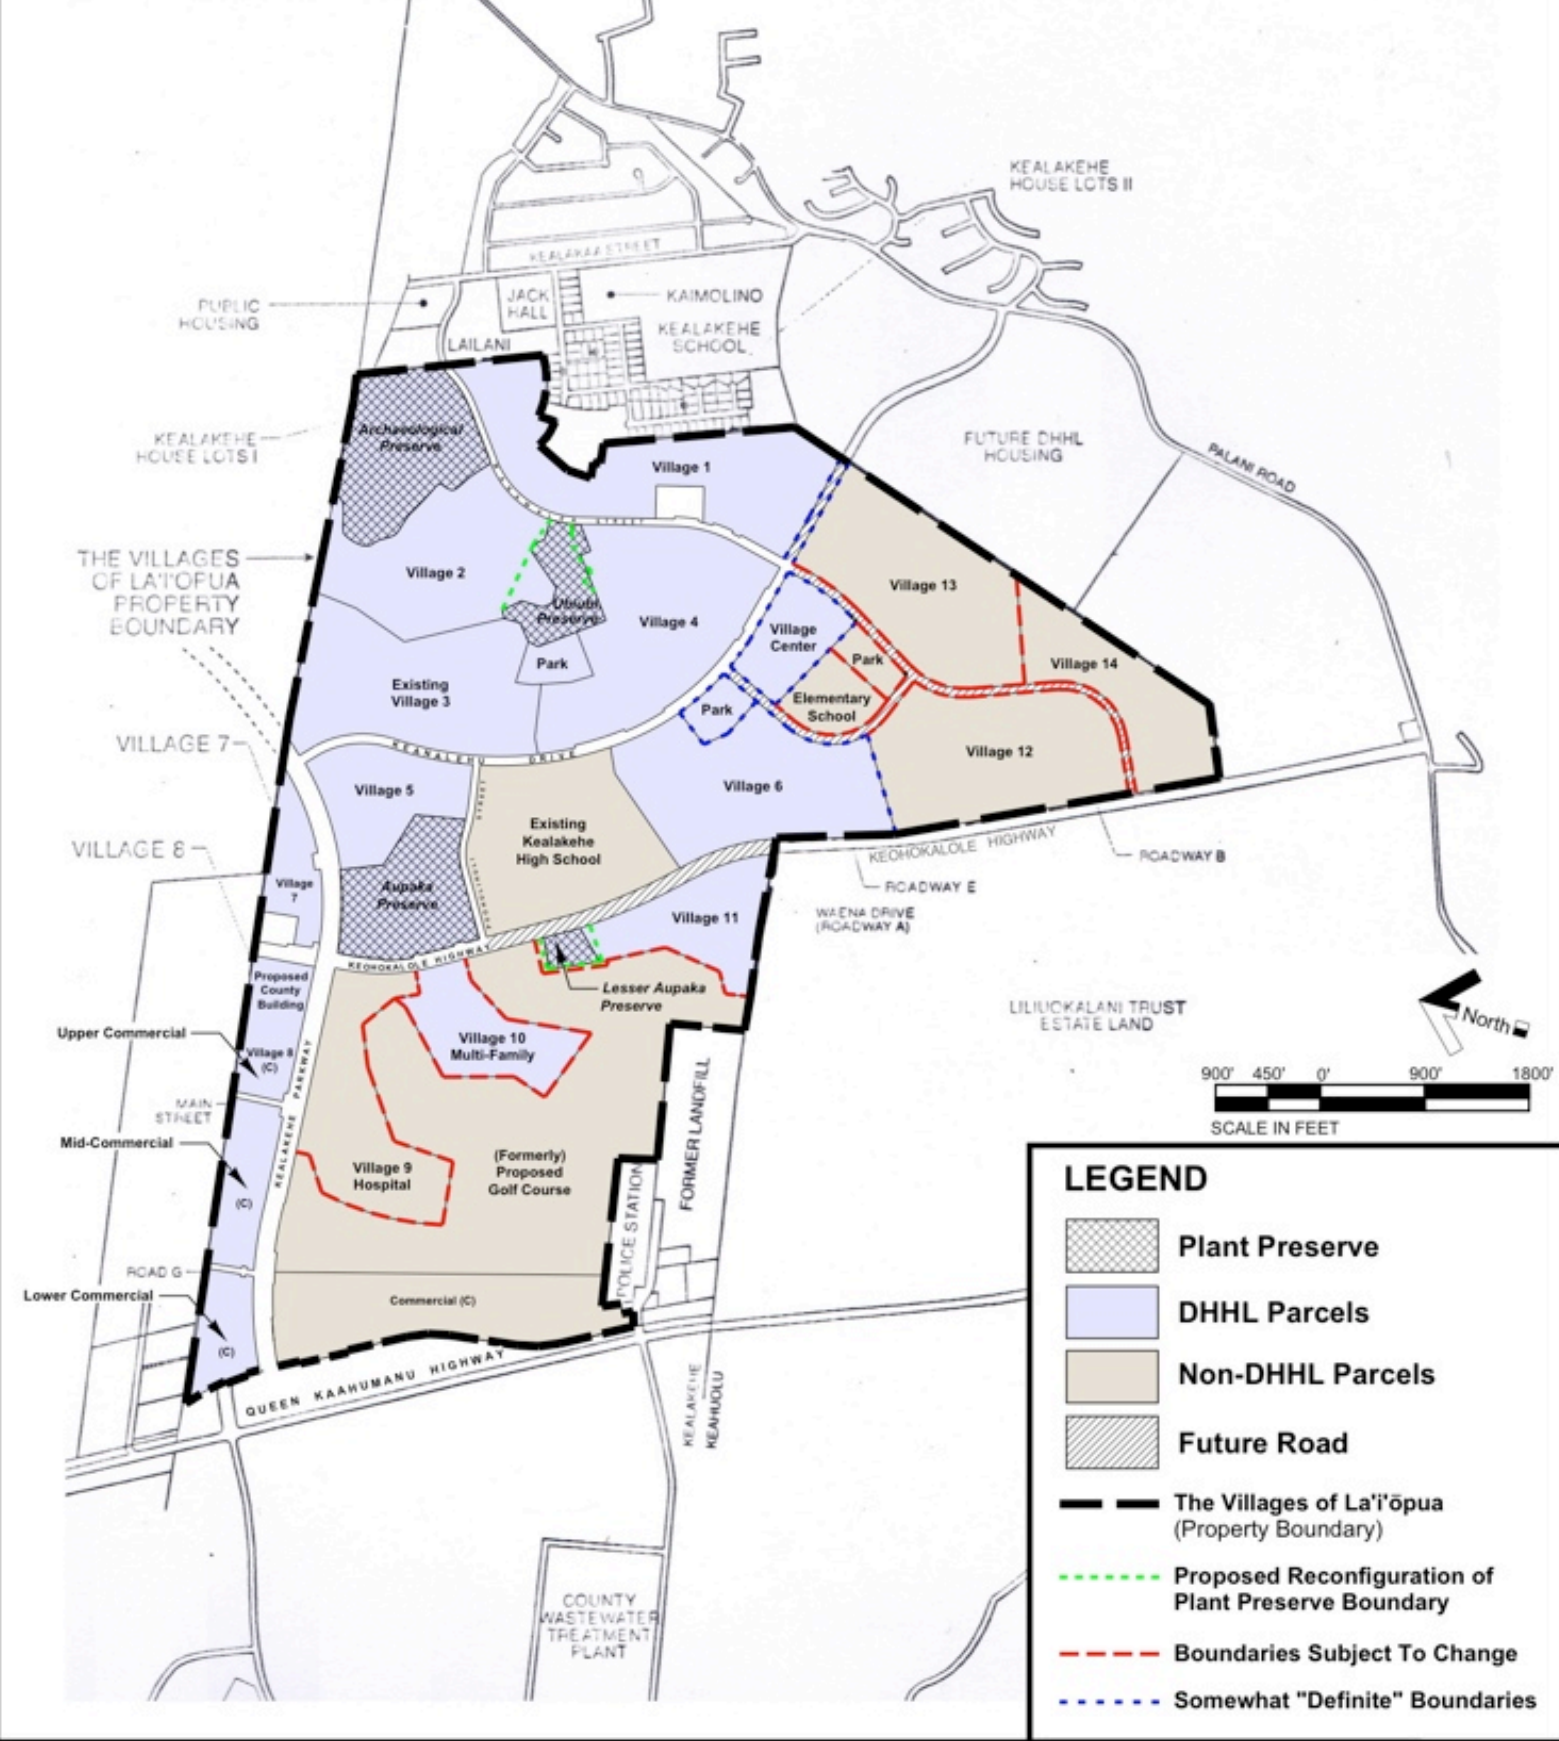 KEALAKEHE
HOUSE LOTS II
KEALAKAA STREET
PUBLIC
HOUSING
JACK
HALL
KAIMOLINO
KEALAKEHE
SCHOOL
LAILANI
KEALAKEHE
HOUSE LOTS I
Archaeological
Preserve
Village 1
FUTURE DHHL
HOUSING
PALANI ROAD
STREET
THE VILLAGES
OF LA'I'OPUA
PROPERTY
BOUNDARY
Village 2
Village 13
Preserve
Village 4
Village
Center
Park
Park
Village 14
Existing
Village 3
Elementary
School
Park
VILLAGE 7
KEANALEHU DRIVE
Village 12
Village 5
Village 6
STREET
Existing
Kealakehe
High School
VILLAGE 8
KEOHOKALOLE HIGHWAY
ROADWAY B
Village
7
Aupaka
Preserve
ROADWAY E
Village 11
WAENA DRIVE
(ROADWAY A)
KEOHOKALOLE HIGHWAY
Proposed
County
Building
Lesser Aupaka
Preserve
LILIUOKALANI TRUST
ESTATE LAND
North
Upper Commercial
Village 8
(C)
Village 10
Multi-Family
KEALAKEHE PARKWAY
FORMER LANDFILL
900' 450' 0' 900' 1800'
SCALE IN FEET
MAIN
STREET
Mid-Commercial
(C)
Village 9
Hospital
(Formerly)
Proposed
Golf Course
POLICE STATION
ROAD G
Lower Commercial
(C)
Commercial (C)
QUEEN KAAHUMANU HIGHWAY
KEALAKEHE
KEAHUOLU
COUNTY
WASTEWATER
TREATMENT
PLANT
LEGEND
Plant Preserve
DHHL Parcels
Non-DHHL Parcels
Future Road
The Villages of La'i'ōpua
(Property Boundary)
Proposed Reconfiguration of
Plant Preserve Boundary
Boundaries Subject To Change
Somewhat "Definite" Boundaries